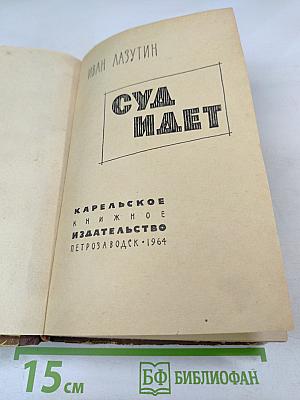 ИВАН ЛАЗУТИН
СУД
ИДЕТ
КАРЕЛЬСКОЕ
КНИЖНОЕ
ИЗДАТЕЛЬСТВО
ПЕТРОЗАВОДСК • 1964
15 см
БФ БИБЛИОФАН